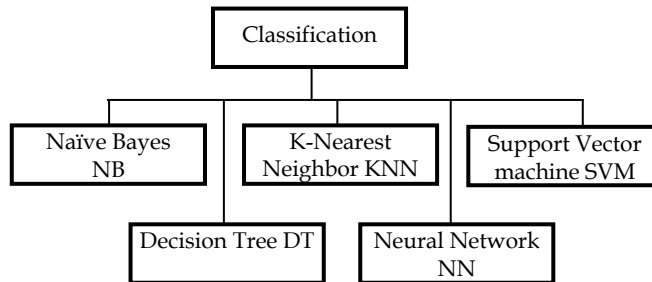 Classification
Naïve Bayes
NB
K-Nearest
Neighbor KNN
Support Vector
machine SVM
Decision Tree DT
Neural Network
NN